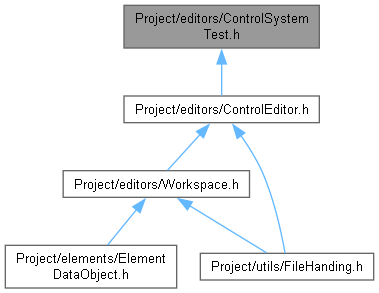 Project/editors/ControlSystem
Test.h
Project/editors/ControlEditor.h
Project/editors/Workspace.h
Project/elements/Element
DataObject.h
Project/utils/FileHanding.h